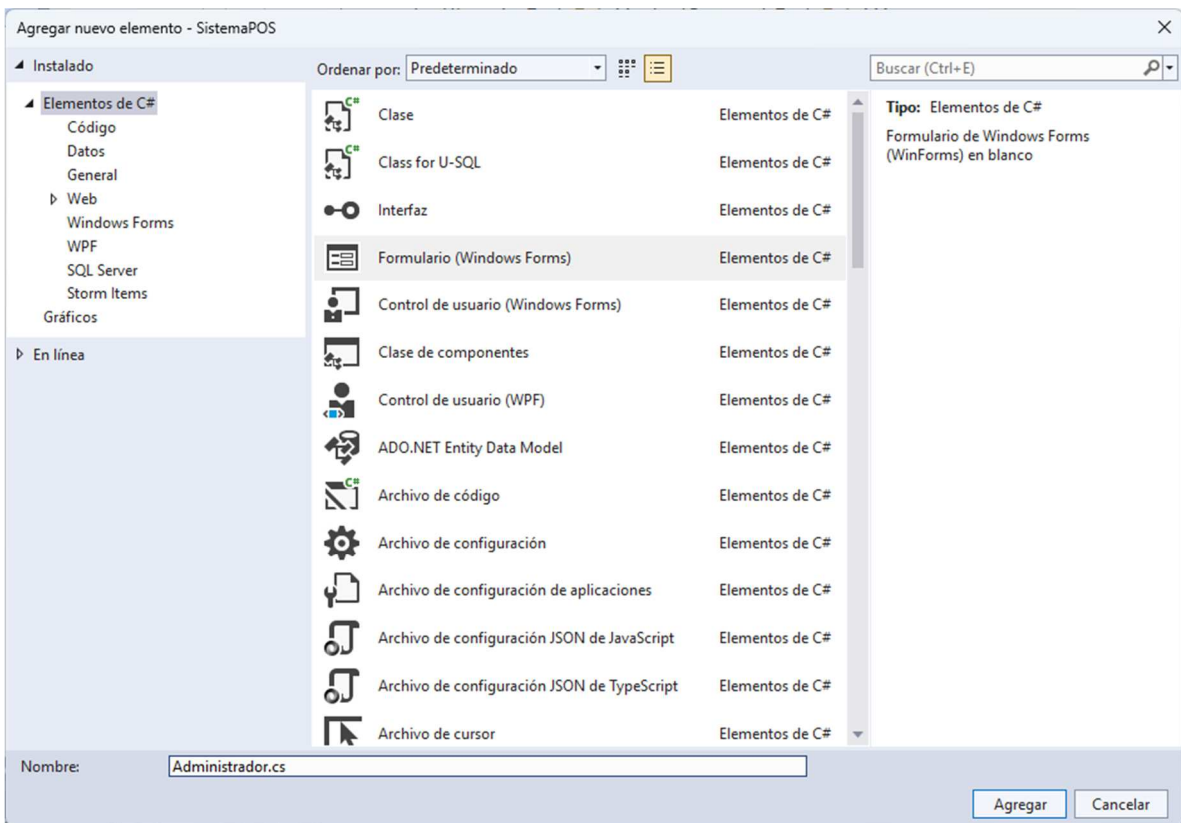 Agregar nuevo elemento - SistemaPOS
Instalado
Ordenar por: Predeterminado
Buscar (Ctrl+E)
Elementos de C#
Código
Datos
General
Web
Windows Forms
WPF
SQL Server
Storm Items
Gráficos
En línea
C# Clase Elementos de C#
C# Class for U-SQL Elementos de C#
Interfaz Elementos de C#
Formulario (Windows Forms) Elementos de C#
Control de usuario (Windows Forms) Elementos de C#
Clase de componentes Elementos de C#
Control de usuario (WPF) Elementos de C#
ADO.NET Entity Data Model Elementos de C#
C# Archivo de código Elementos de C#
Archivo de configuración Elementos de C#
Archivo de configuración de aplicaciones Elementos de C#
Archivo de configuración JSON de JavaScript Elementos de C#
Archivo de configuración JSON de TypeScript Elementos de C#
Archivo de cursor Elementos de C#
Tipo: Elementos de C#
Formulario de Windows Forms
(WinForms) en blanco
Nombre: Administrador.cs
Agregar Cancelar